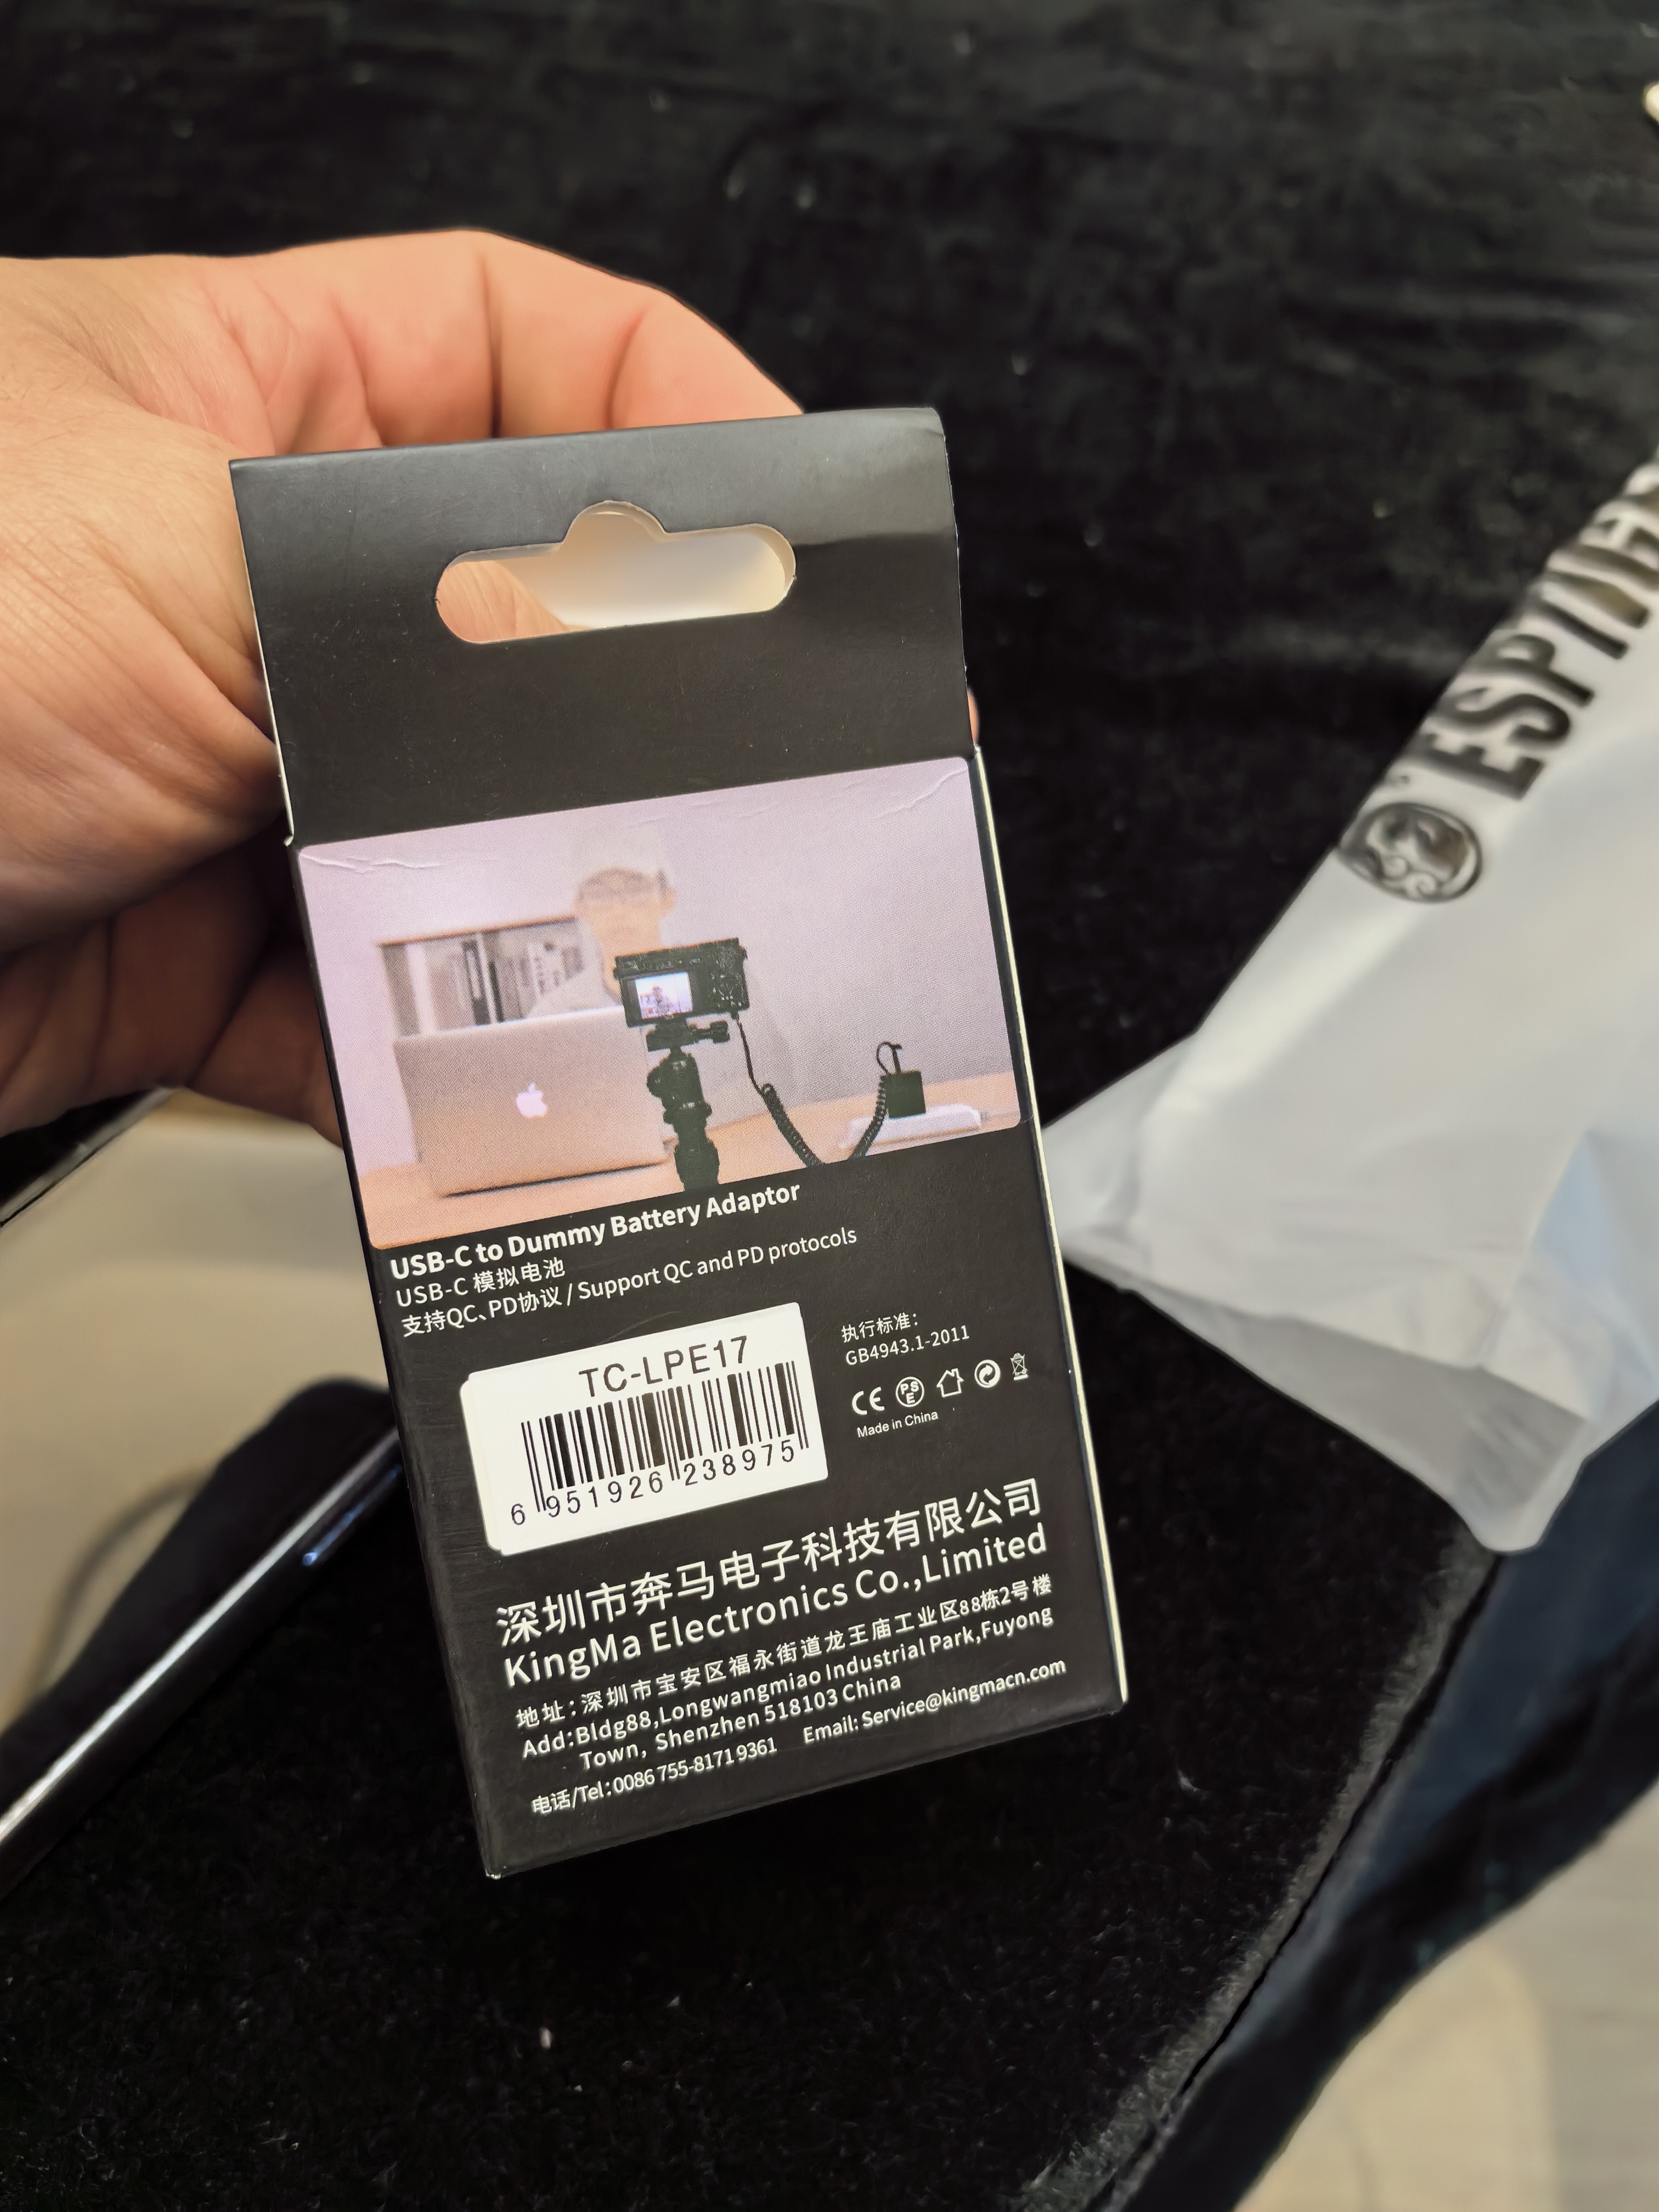 USB-C to Dummy Battery Adaptor
USB-C 模拟电池
支持QC、PD协议 / Support QC and PD protocols
TC-LPE17
6 951926 238975
执行标准：
GB4943.1-2011
CE PSE
Made in China
深圳市奔马电子科技有限公司
KingMa Electronics Co.,Limited
地址：深圳市宝安区福永街道龙王庙工业区88栋2号楼
Add:Bldg88,Longwangmiao Industrial Park,Fuyong
Town, Shenzhen 518103 China
电话/Tel:0086 755-81719361 Email: Service@kingmacn.com